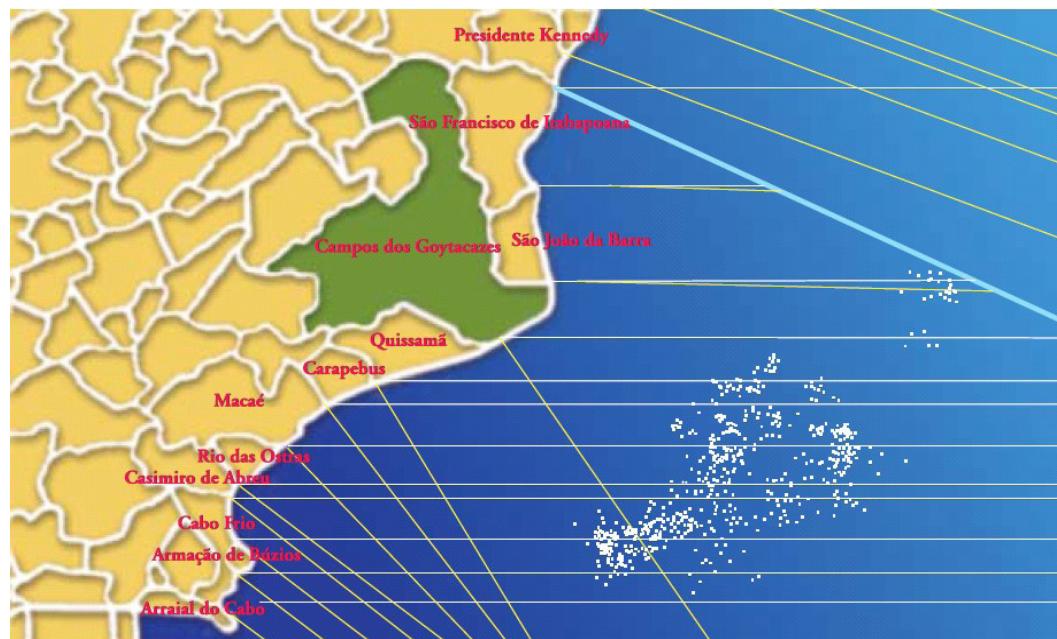 Presidente Kennedy
São Francisco de Itabapoana
Campos dos Goytacazes
São João da Barra
Quissamã
Carapebus
Macaé
Rio das Ostras
Casimiro de Abreu
Cabo Frio
Armação de Búzios
Arraial do Cabo